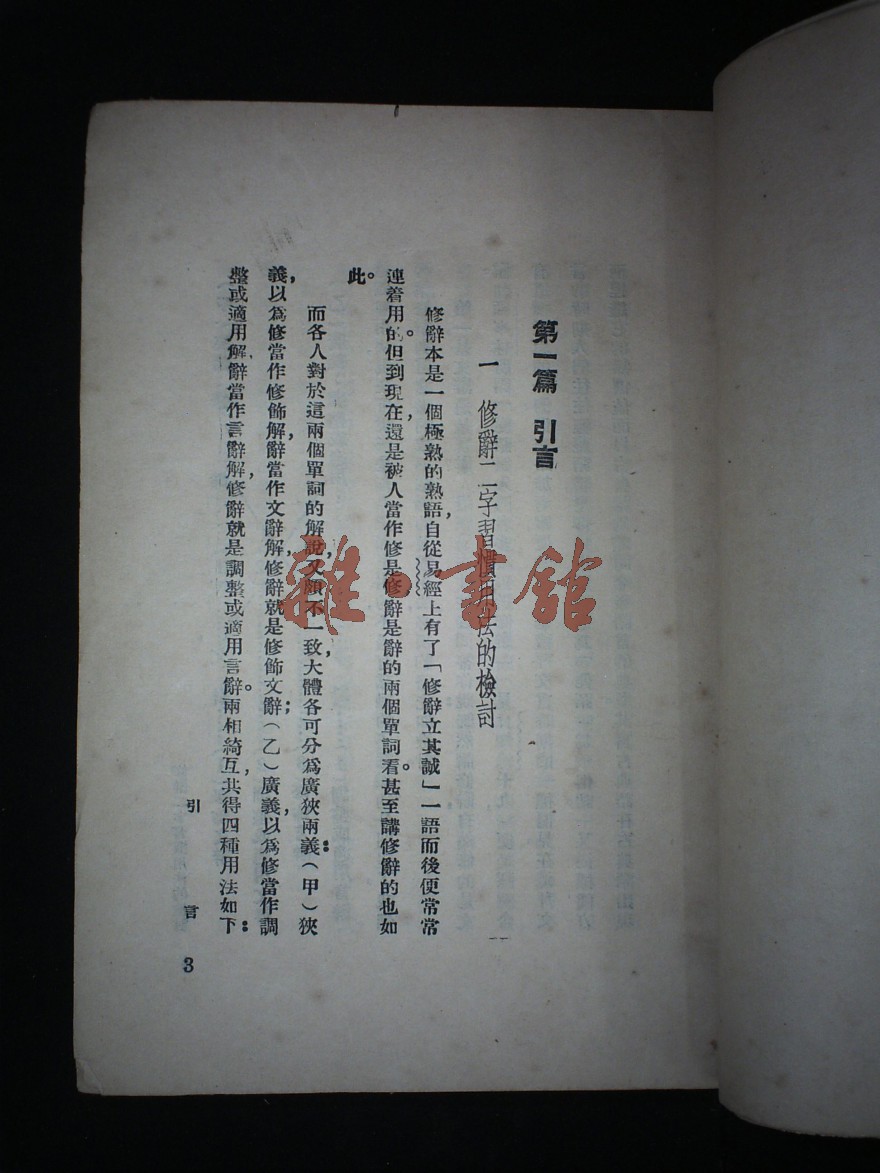 第一篇 引言
一 修辭二字習慣用法的檢討
修辭本是一個極熟的熟語，自從易經上有了「修辭立其誠」一語而後便常常
連着用的。但到現在，還是被人當作修是修辭是辭的兩個單詞看。甚至講修辭的也如
此。
而各人對於這兩個單詞的解說，又頗不一致，大體各可分爲廣狹兩義：（甲）狹
義，以爲修當作修飾解，辭當作文辭解，修辭就是修飾文辭；（乙）廣義，以爲修當作調
整或適用解，辭當作言辭解，修辭就是調整或適用言辭。兩相綺互，共得四種用法如下：
引言
3
雜·書館